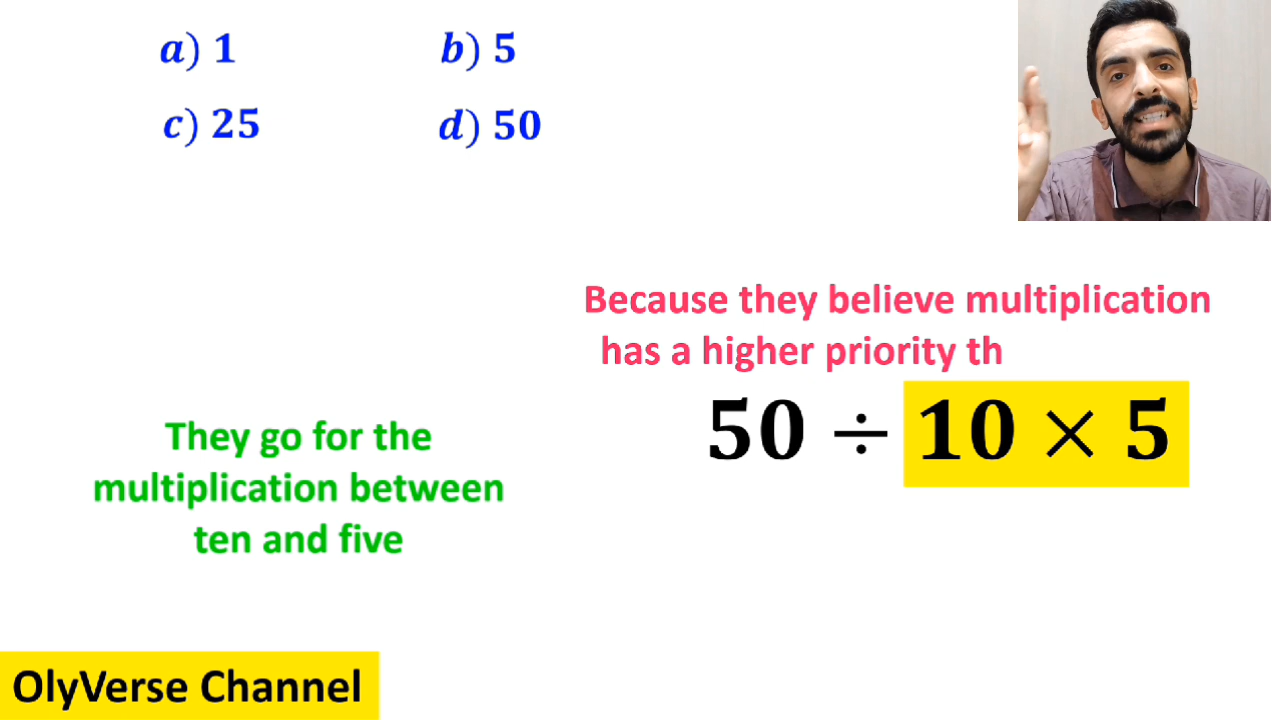 a) 1
b) 5
c) 25
d) 50
Because they believe multiplication
has a higher priority th
50 ÷ 10 × 5
They go for the
multiplication between
ten and five
OlyVerse Channel